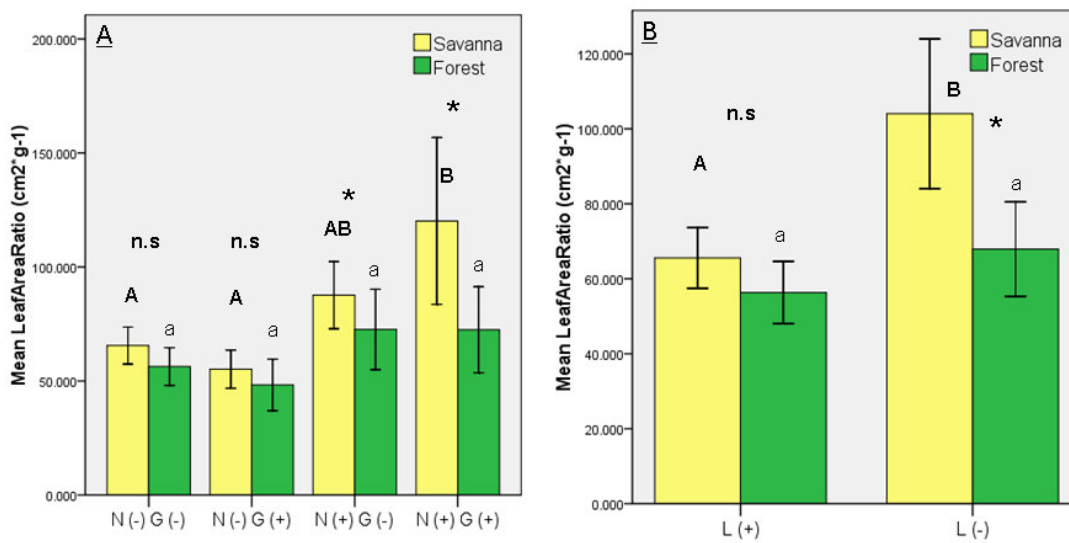 A
Savanna
Forest
Mean LeafAreaRatio (cm2*g-1)
200.000
150.000
100.000
50.000
0.000
n.s
n.s
*
*
A
A
AB
B
a
a
a
a
N (-) G (-)
N (-) G (+)
N (+) G (-)
N (+) G (+)
B
Savanna
Forest
Mean LeafAreaRatio (cm2*g-1)
120.000
100.000
80.000
60.000
40.000
20.000
0.000
n.s
*
A
B
a
a
L (+)
L (-)